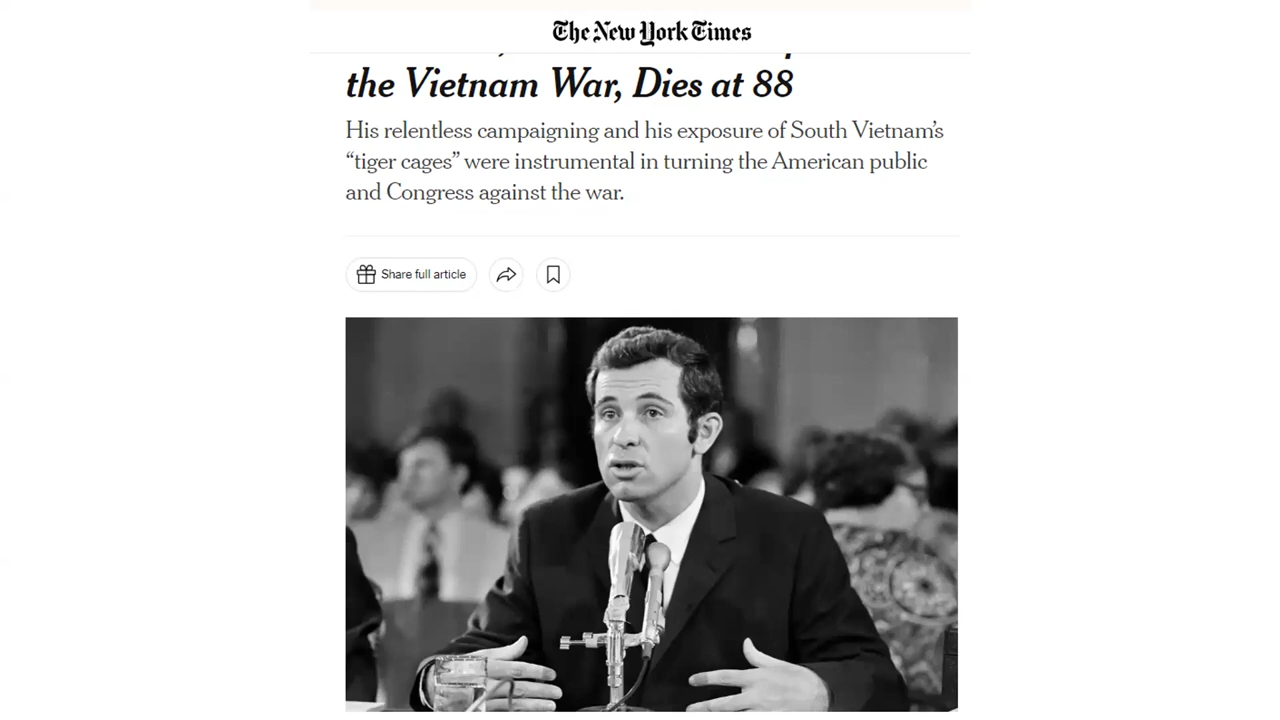 The New York Times
the Vietnam War, Dies at 88
His relentless campaigning and his exposure of South Vietnam’s
“tiger cages” were instrumental in turning the American public
and Congress against the war.
Share full article